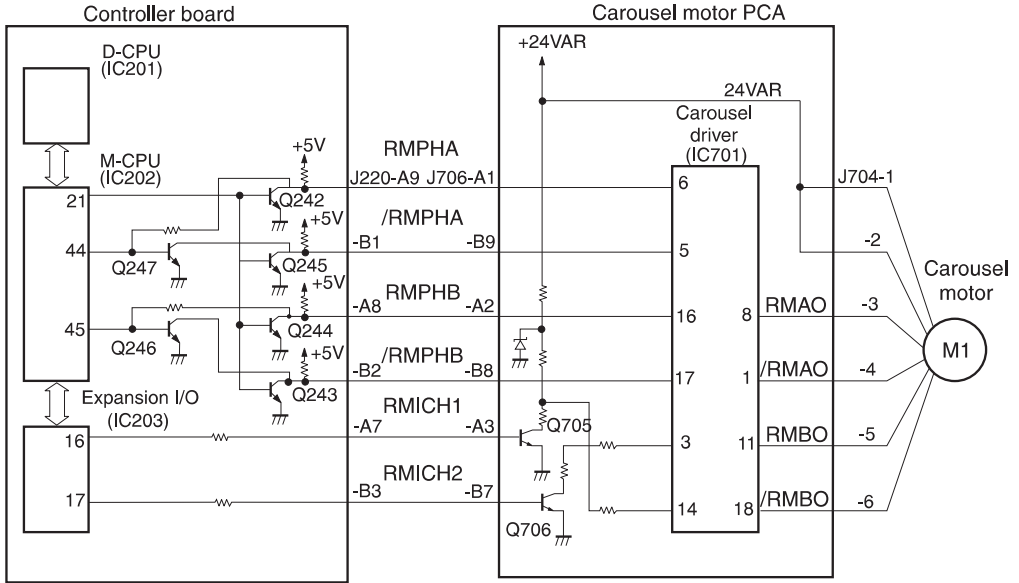 Controller board
Carousel motor PCA
D-CPU
(IC201)
+24VAR
24VAR
Carousel
driver
(IC701)
M-CPU
(IC202)
+5V
RMPHA
21
J220-A9 J706-A1
6
J704-1
Q242
/RMPHA
+5V
44
-B1
-B9
5
-2
Q247
Q245
+5V
RMPHB
Carousel
motor
-A8
-A2
16
8
RMAO
-3
45
Q246
Q244
+5V
/RMPHB
M1
-B2
-B8
17
1
/RMAO
-4
Q243
Expansion I/O
(IC203)
RMICH1
16
-A7
-A3
Q705
3
11
RMBO
-5
RMICH2
17
-B3
-B7
14
18
/RMBO
-6
Q706